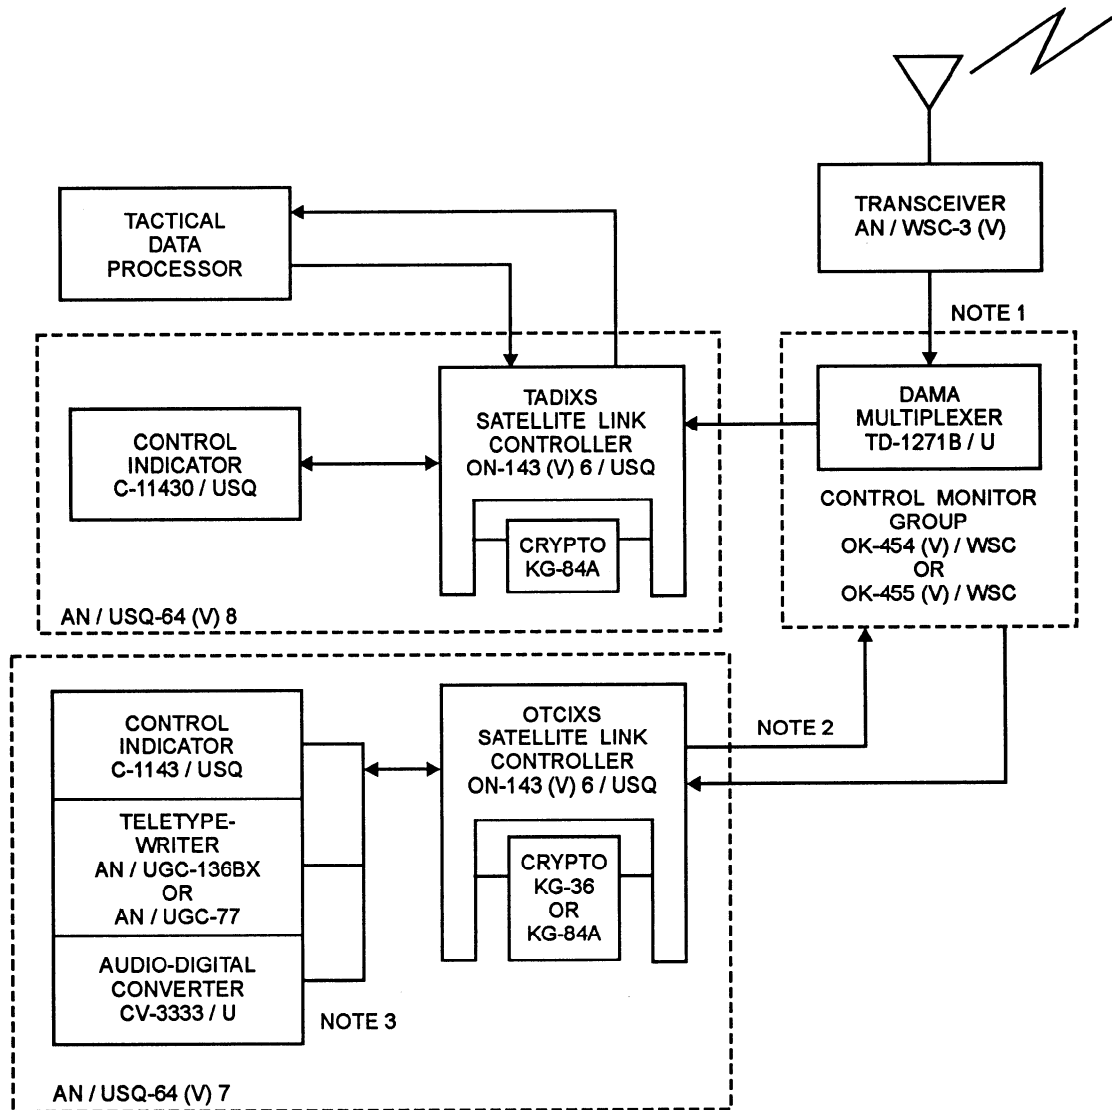 TRANSCEIVER
AN / WSC-3 (V)
TACTICAL
DATA
PROCESSOR
NOTE 1
TADIXS
SATELLITE LINK
CONTROLLER
ON-143 (V) 6 / USQ
CRYPTO
KG-84A
CONTROL
INDICATOR
C-11430 / USQ
AN / USQ-64 (V) 8
DAMA
MULTIPLEXER
TD-1271B / U
CONTROL MONITOR
GROUP
OK-454 (V) / WSC
OR
OK-455 (V) / WSC
CONTROL
INDICATOR
C-1143 / USQ
TELETYPE-
WRITER
AN / UGC-136BX
OR
AN / UGC-77
AUDIO-DIGITAL
CONVERTER
CV-3333 / U
NOTE 3
OTCIXS
SATELLITE LINK
CONTROLLER
ON-143 (V) 6 / USQ
CRYPTO
KG-36
OR
KG-84A
NOTE 2
AN / USQ-64 (V) 7